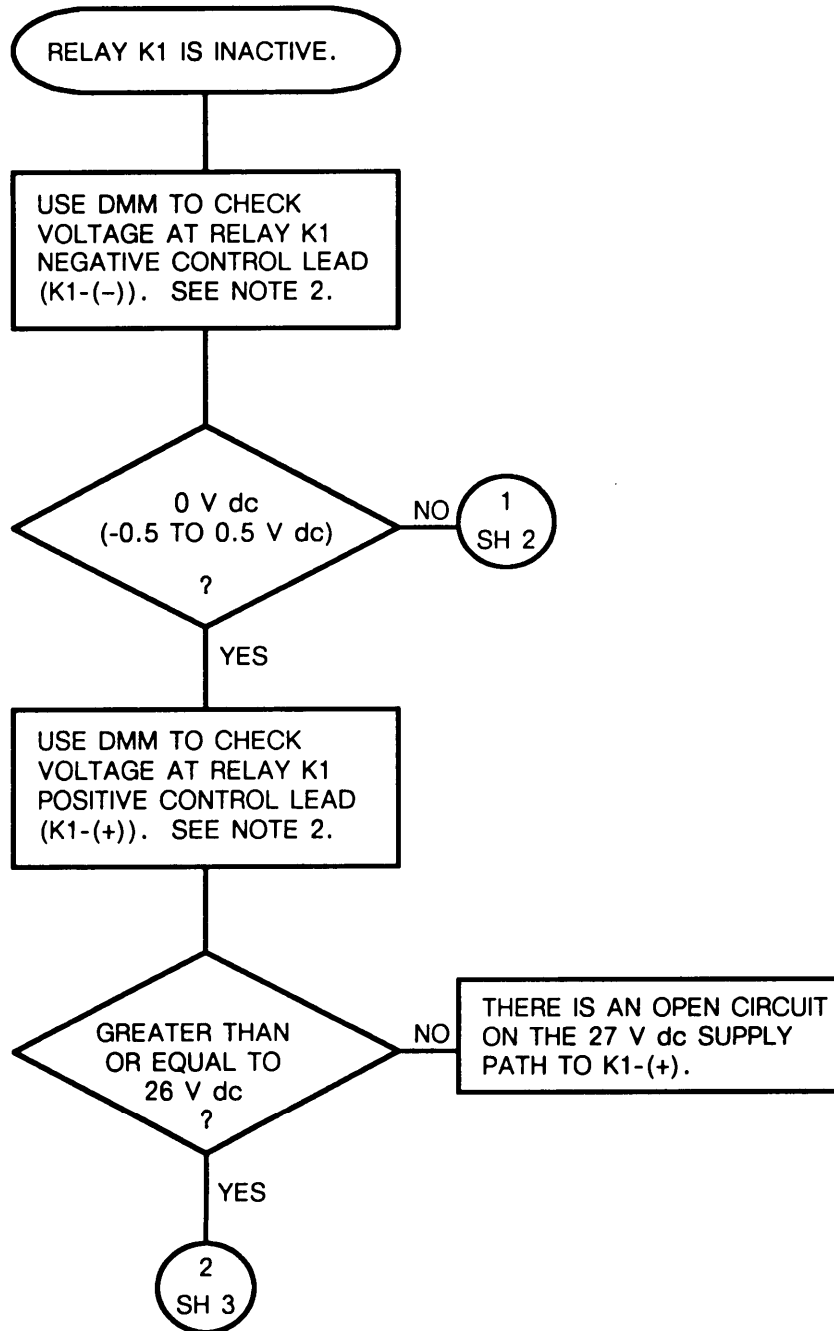 RELAY K1 IS INACTIVE.
USE DMM TO CHECK
VOLTAGE AT RELAY K1
NEGATIVE CONTROL LEAD
(K1-(–)). SEE NOTE 2.
0 V dc
(-0.5 TO 0.5 V dc)
?
NO
1
SH 2
YES
USE DMM TO CHECK
VOLTAGE AT RELAY K1
POSITIVE CONTROL LEAD
(K1-(+)). SEE NOTE 2.
GREATER THAN
OR EQUAL TO
26 V dc
?
NO
THERE IS AN OPEN CIRCUIT
ON THE 27 V dc SUPPLY
PATH TO K1-(+).
YES
2
SH 3